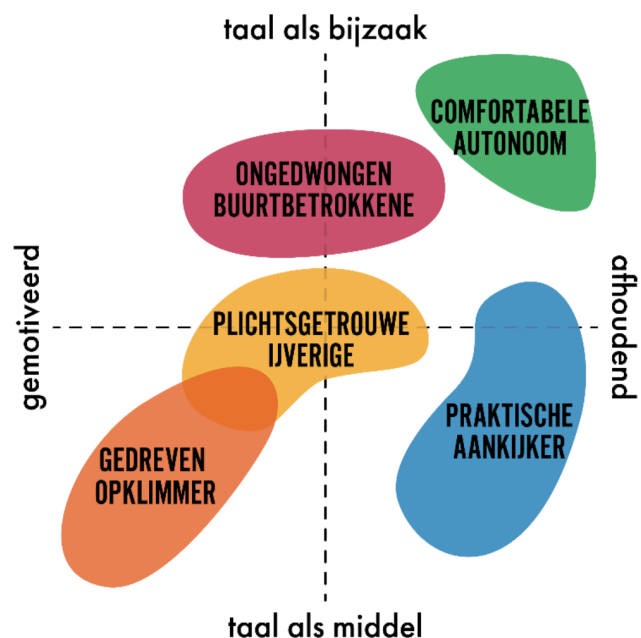 taal als bijzaak
COMFORTABELE
AUTONOOM
ONGEDWONGEN
BUURTBETROKKENE
gemotiveerd
afhoudend
PLICHTSGETROUWE
IJVERIGE
PRAKTISCHE
AANKIJKER
GEDREVEN
OPKLIMMER
taal als middel